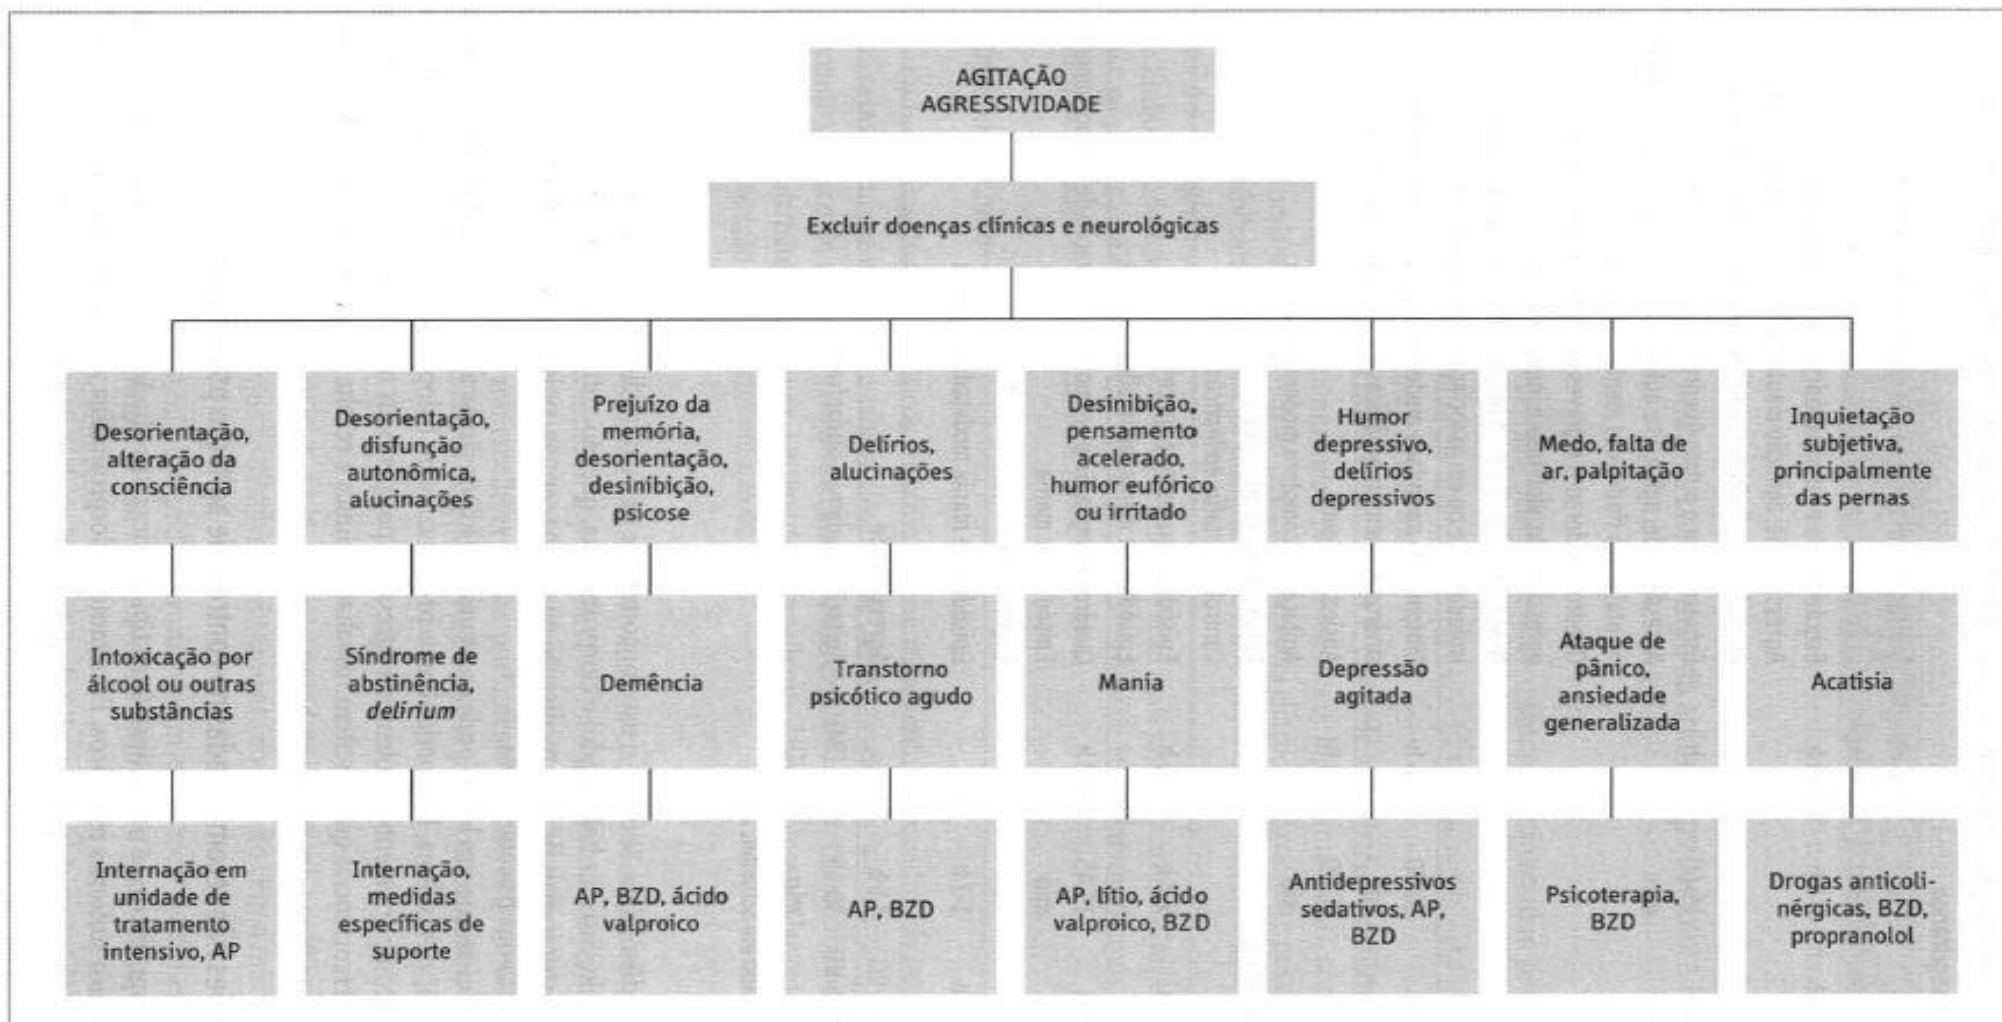 AGITAÇÃO
AGRESSIVIDADE
Excluir doenças clínicas e neurológicas
Desorientação,
alteração da
consciência
Desorientação,
disfunção
autonômica,
alucinações
Prejuízo da
memória,
desorientação,
desinibição,
psicose
Delírios,
alucinações
Desinibição,
pensamento
acelerado,
humor eufórico
ou irritado
Humor
depressivo,
delírios
depressivos
Medo, falta de
ar, palpitação
Inquietação
subjetiva,
principalmente
das pernas
Intoxicação por
álcool ou outras
substâncias
Síndrome de
abstinência,
delirium
Demência
Transtorno
psicótico agudo
Mania
Depressão
agitada
Ataque de
pânico,
ansiedade
generalizada
Acatisia
Internação em
unidade de
tratamento
intensivo, AP
Internação,
medidas
específicas de
suporte
AP, BZD, ácido
valproico
AP, BZD
AP, lítio, ácido
valproico, BZD
Antidepressivos
sedativos, AP,
BZD
Psicoterapia,
BZD
Drogas anticoli-
nérgicas, BZD,
propranolol